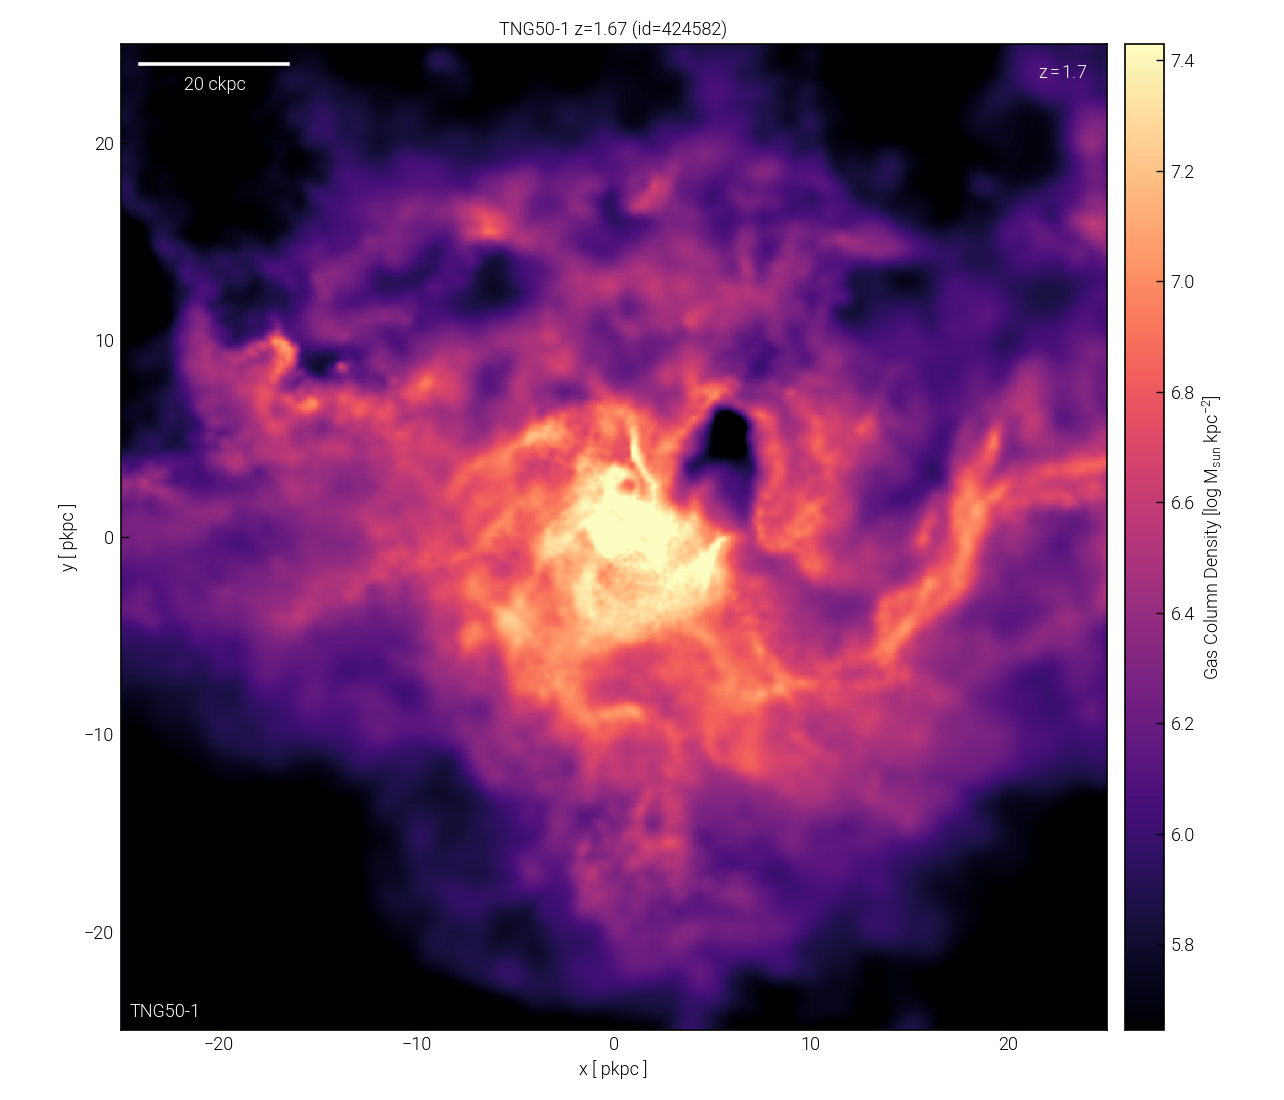 TNG50-1 z=1.67 (id=424582)
20 ckpc
z=1.7
TNG50-1
20
10
0
−10
−20
y [ pkpc ]
−20
−10
0
10
20
x [ pkpc ]
7.4
7.2
7.0
6.8
6.6
6.4
6.2
6.0
5.8
Gas Column Density [log M_sun kpc^−2]